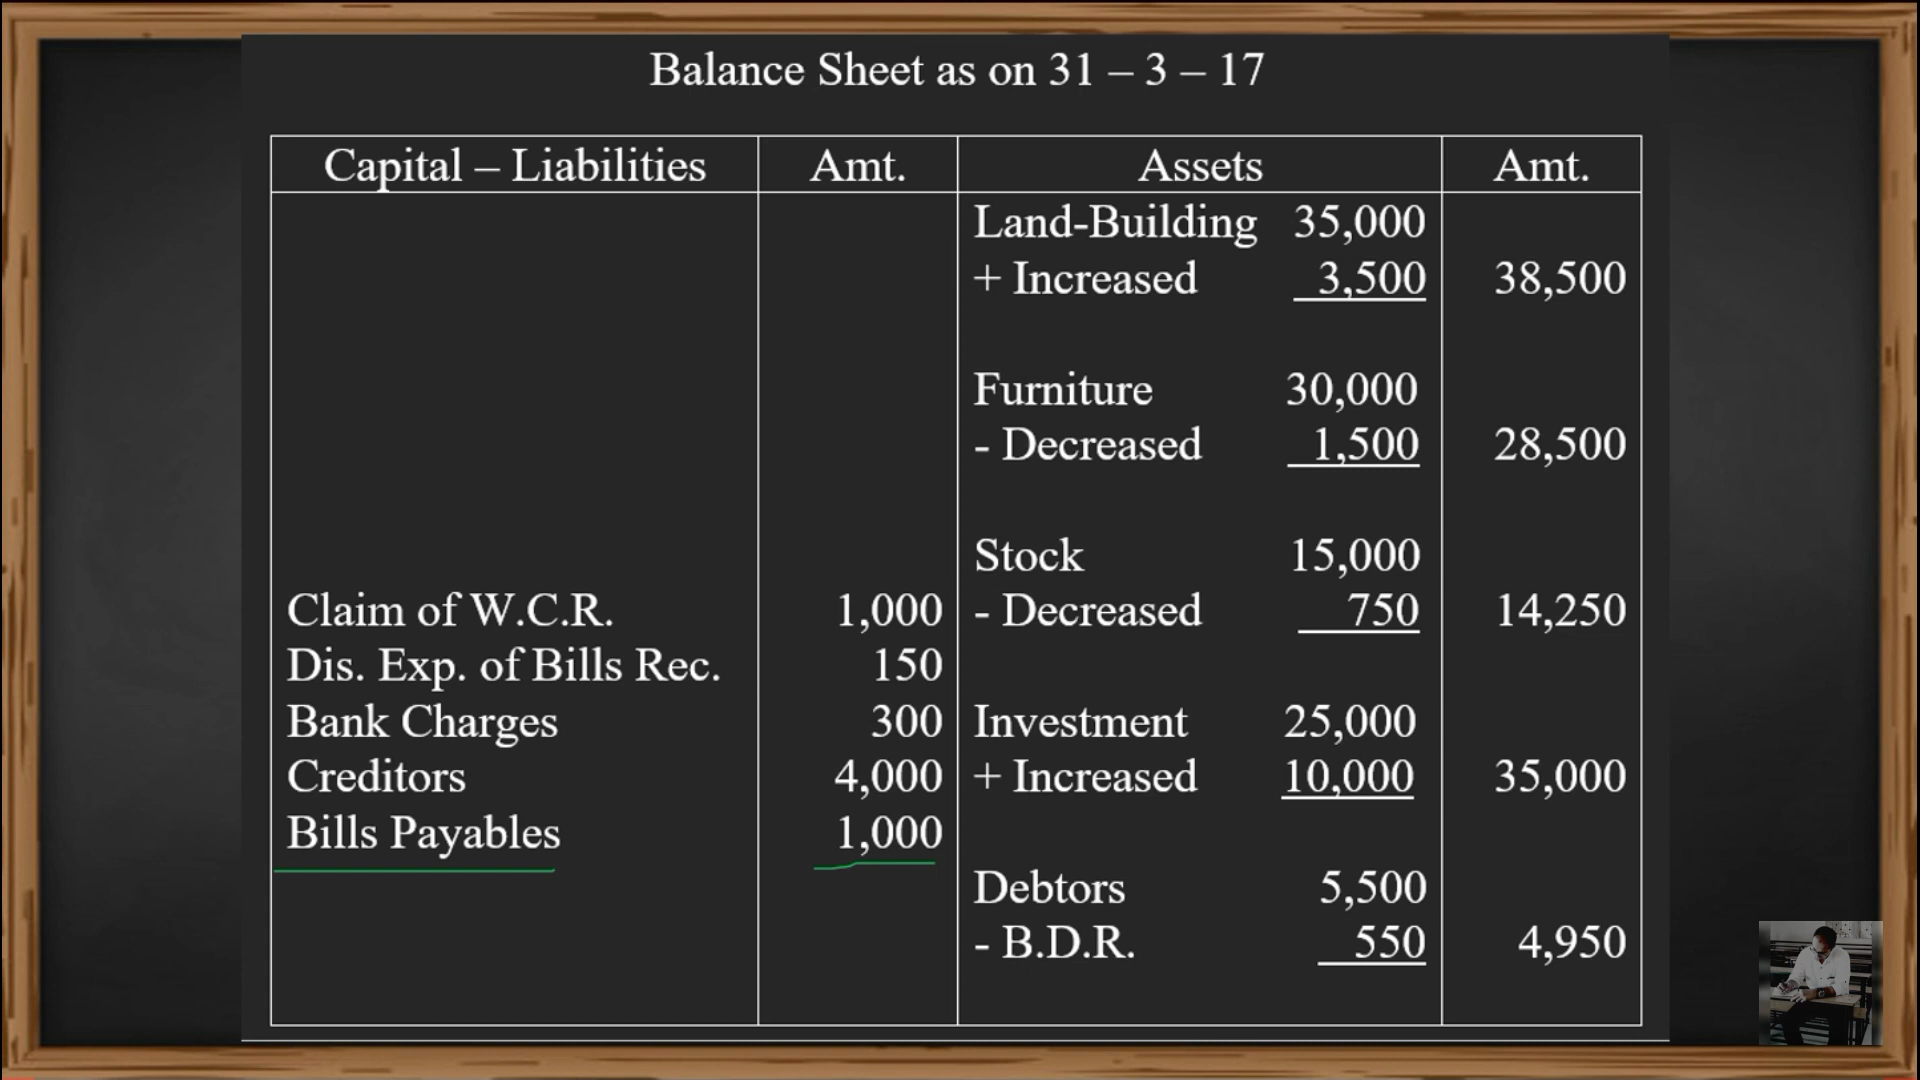 Balance Sheet as on 31 – 3 – 17
Capital – Liabilities Amt. Assets Amt.
Land-Building 35,000
+ Increased 3,500 38,500
Furniture 30,000
- Decreased 1,500 28,500
Stock 15,000
Claim of W.C.R. 1,000 - Decreased 750 14,250
Dis. Exp. of Bills Rec. 150
Bank Charges 300 Investment 25,000
Creditors 4,000 + Increased 10,000 35,000
Bills Payables 1,000
Debtors 5,500
- B.D.R. 550 4,950